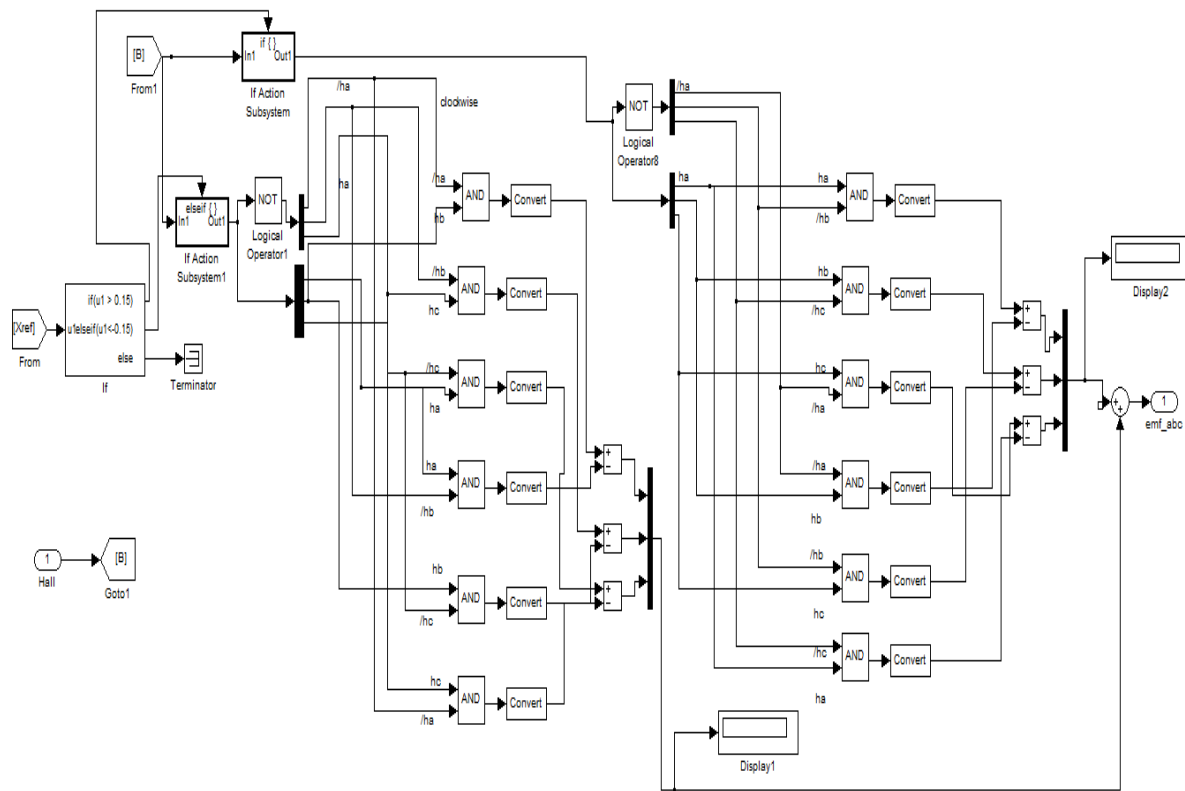 if { }
In1
Out1
If Action
Subsystem
[B]
From1
elseif { }
In1
Out1
If Action
Subsystem1
NOT
Logical
Operator1
/ha
ha
clockwise
[Xref]
From
if(u1 > 0.15)
u1elseif(u1<-0.15)
else
If
Terminator
1
Hall
[B]
Goto1
/ha
hb
AND
Convert
/hb
hc
AND
Convert
/hc
ha
AND
Convert
ha
/hb
AND
Convert
hb
/hc
AND
Convert
hc
/ha
AND
Convert
+
−
+
−
+
−
NOT
Logical
Operator8
/ha
ha
ha
/hb
AND
Convert
hb
/hc
AND
Convert
hc
/ha
AND
Convert
/ha
hb
AND
Convert
/hb
hc
AND
Convert
/hc
ha
AND
Convert
+
−
+
−
+
−
Display2
+
+
1
emf_abc
Display1